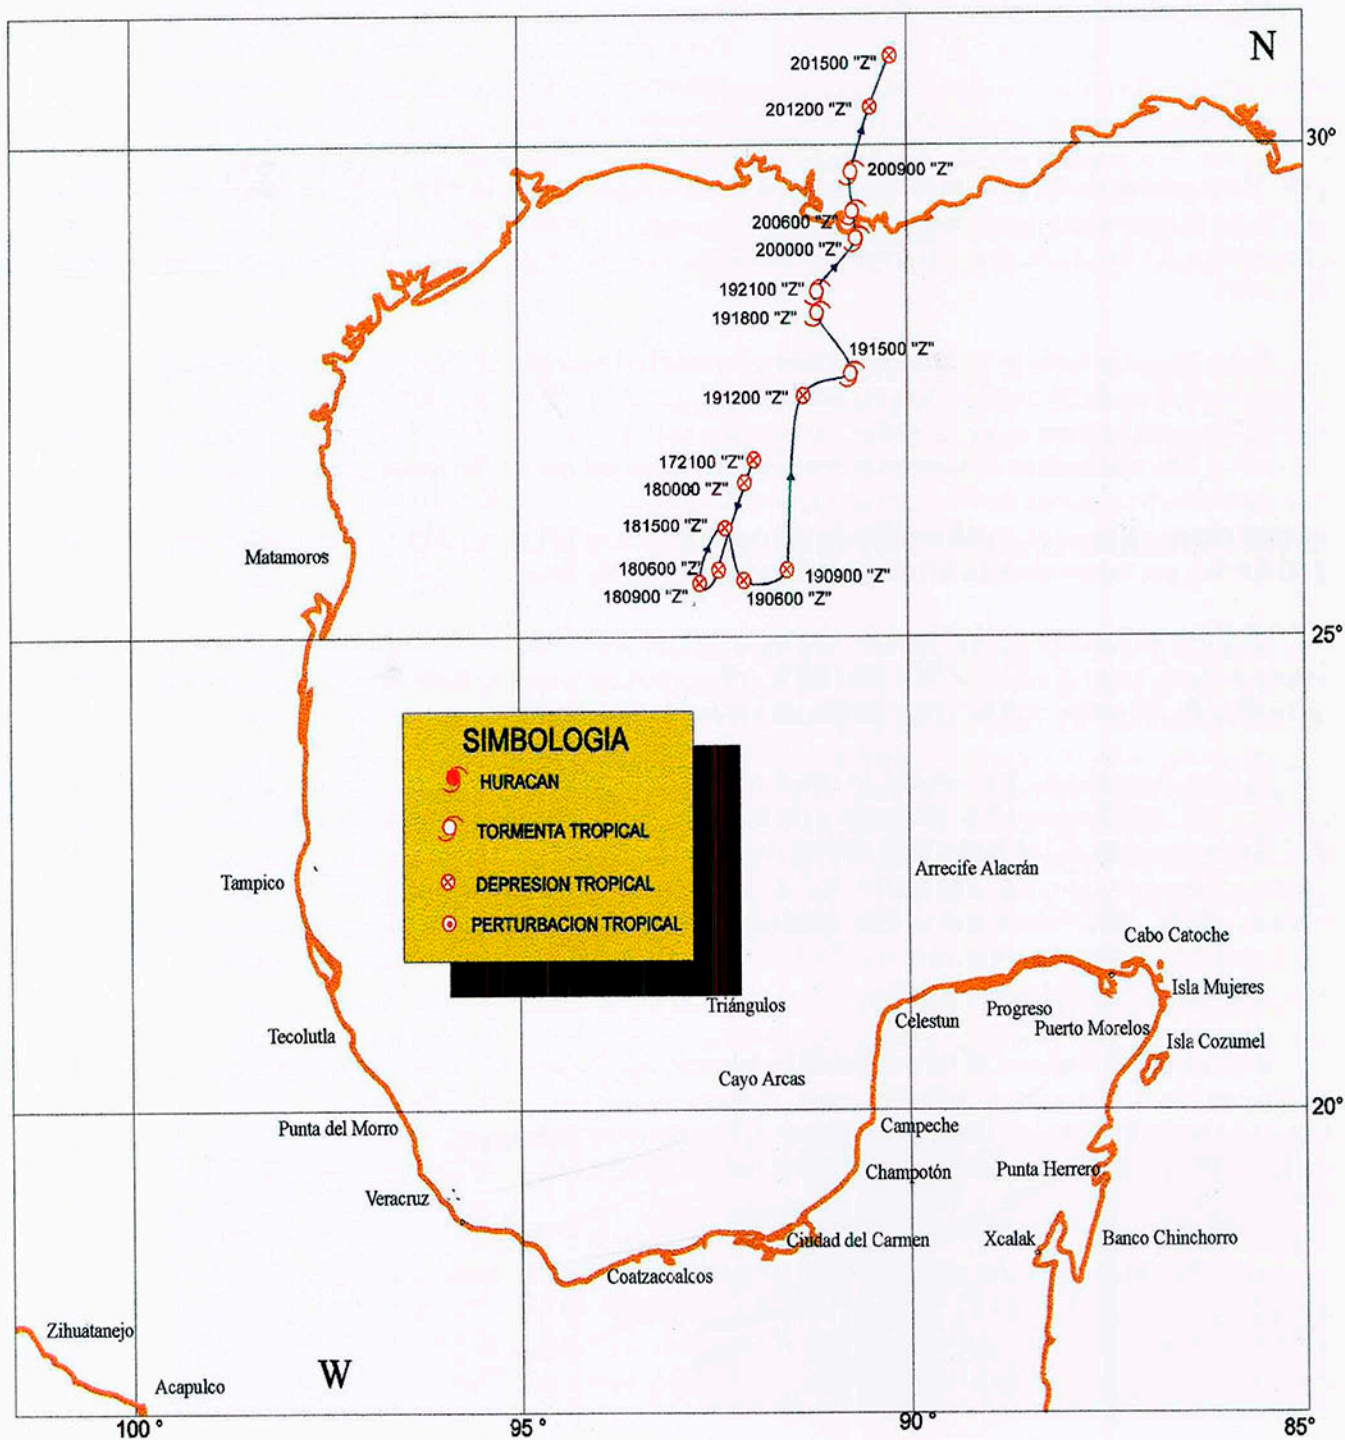 N
201500 "Z"
201200 "Z"
30°
200900 "Z"
200600 "Z"
200000 "Z"
192100 "Z"
191800 "Z"
191500 "Z"
191200 "Z"
172100 "Z"
180000 "Z"
181500 "Z"
Matamoros
180600 "Z"
190900 "Z"
180900 "Z"
190600 "Z"
25°
SIMBOLOGIA
HURACAN
TORMENTA TROPICAL
DEPRESION TROPICAL
PERTURBACION TROPICAL
Arrecife Alacrán
Tampico
Cabo Catoche
Isla Mujeres
Triángulos
Progreso
Celestun
Puerto Morelos
Tecolutla
Isla Cozumel
Cayo Arcas
20°
Punta del Morro
Campeche
Champotón
Punta Herrero
Veracruz
Ciudad del Carmen
Xcalak
Banco Chinchorro
Coatzacoalcos
Zihuatanejo
W
Acapulco
100 °
95
90 °
85°